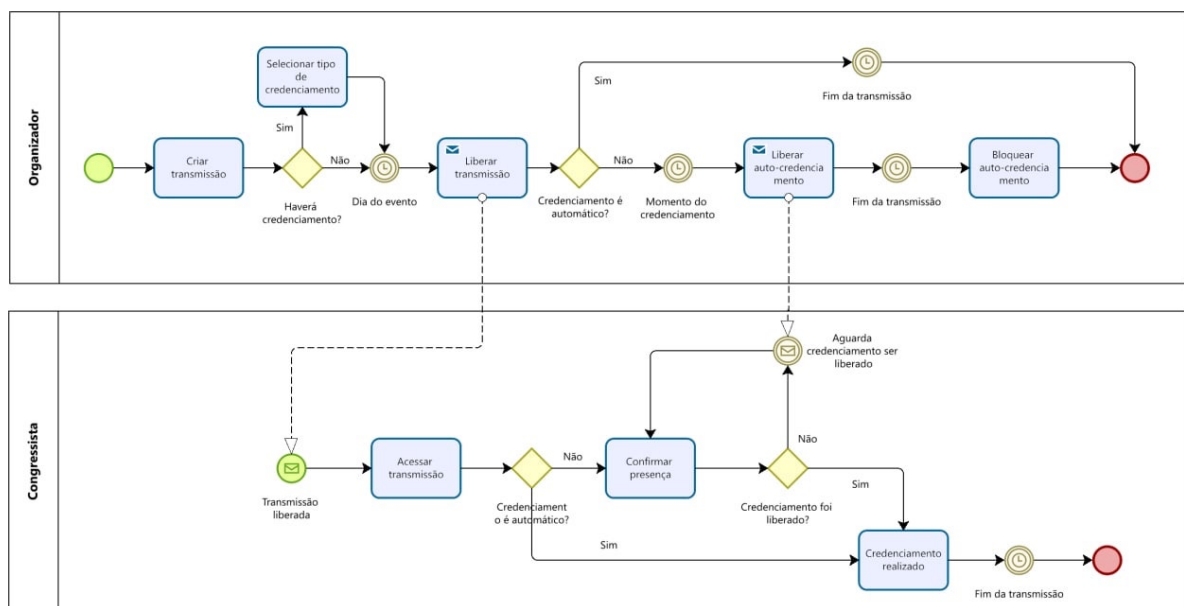 Organizador
Selecionar tipo
de
credenciamento
Sim
Sim
Fim da transmissão
Criar
transmissão
Não
Liberar
transmissão
Não
Liberar
auto-credencia
mento
Bloquear
auto-credencia
mento
Haverá
credenciamento?
Dia do evento
Credenciamento é
automático?
Momento do
credenciamento
Fim da transmissão
Congressista
Aguarda
credenciamento ser
liberado
Não
Acessar
transmissão
Não
Confirmar
presença
Sim
Transmissão
liberada
Credenciament
o é automático?
Credenciamento foi
liberado?
Sim
Credenciamento
realizado
Fim da transmissão